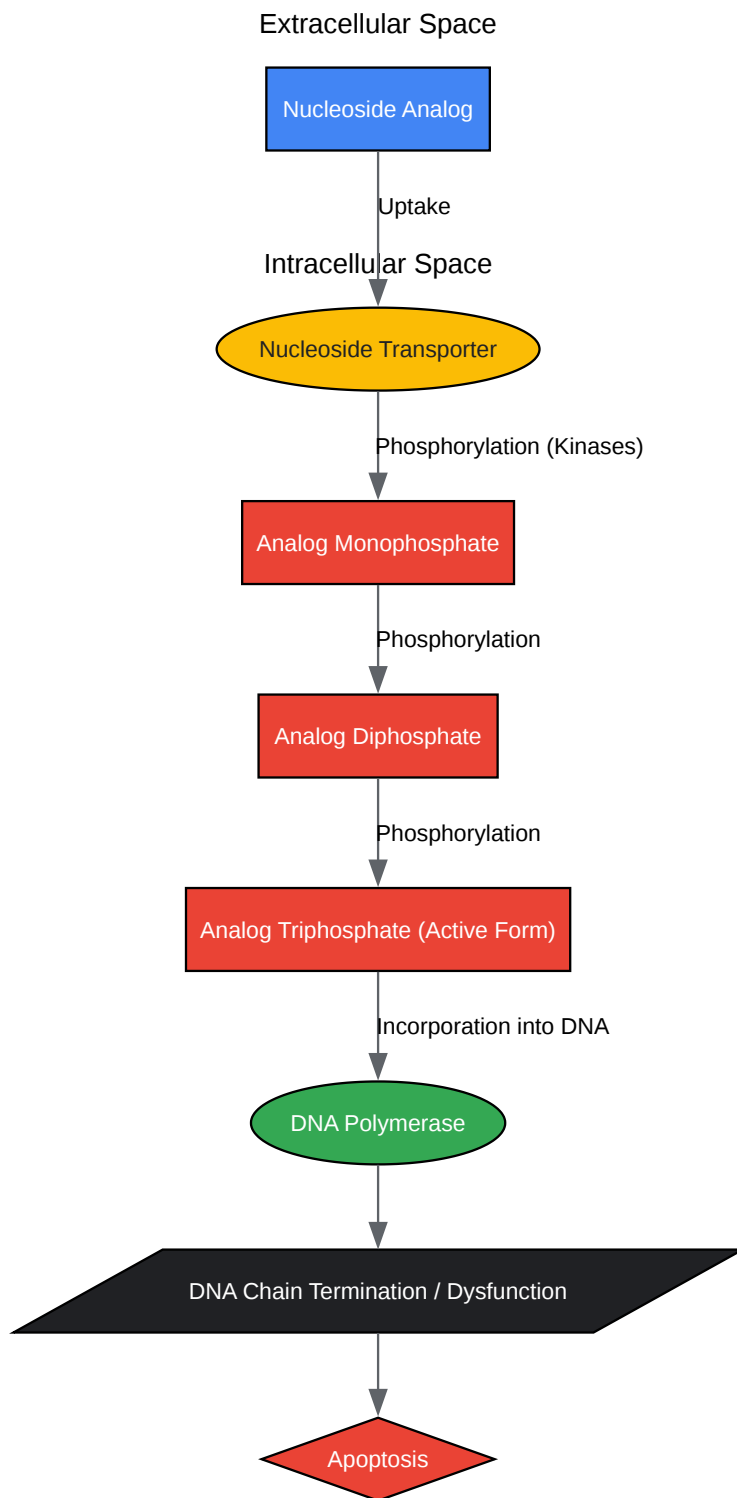 Extracellular Space
Nucleoside Analog
Uptake
Intracellular Space
Nucleoside Transporter
Phosphorylation (Kinases)
Analog Monophosphate
Phosphorylation
Analog Diphosphate
Phosphorylation
Analog Triphosphate (Active Form)
Incorporation into DNA
DNA Polymerase
DNA Chain Termination / Dysfunction
Apoptosis